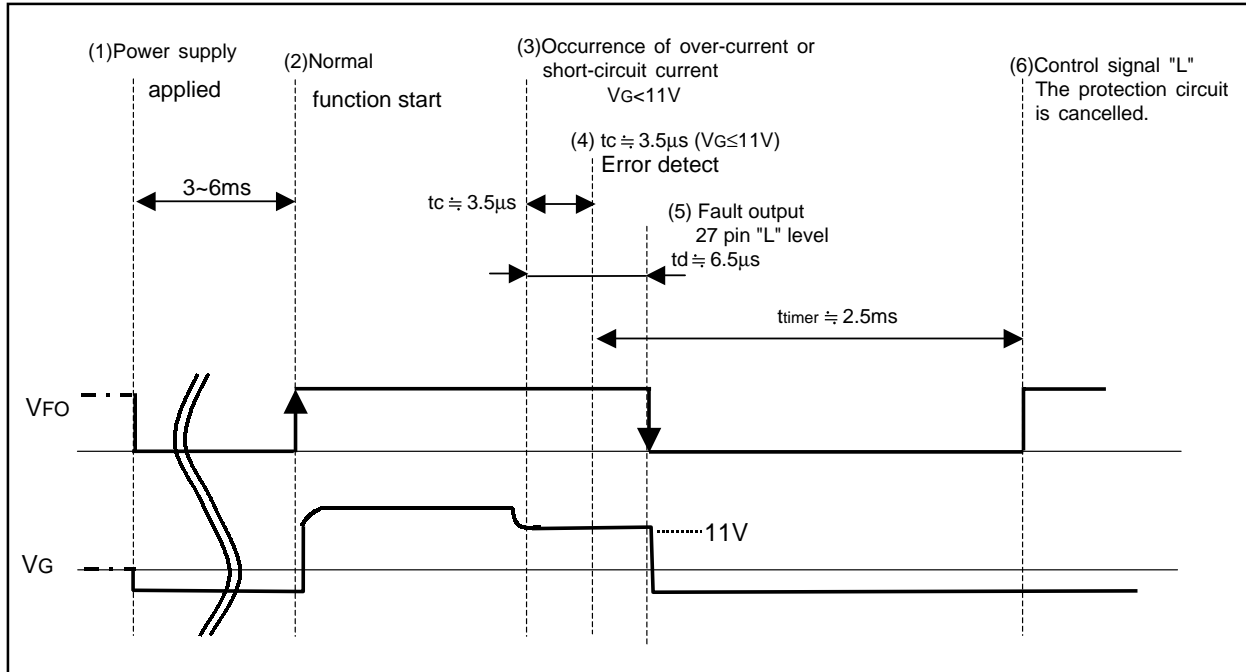 (1)Power supply
applied
(2)Normal
function start
(3)Occurrence of over-current or
short-circuit current
VG<11V
(4) tc≒3.5μs (VG≤11V)
Error detect
(6)Control signal "L"
The protection circuit
is cancelled.
3~6ms
tc≒3.5μs
(5) Fault output
27 pin "L" level
td≒6.5μs
ttimer≒2.5ms
VFO
11V
VG